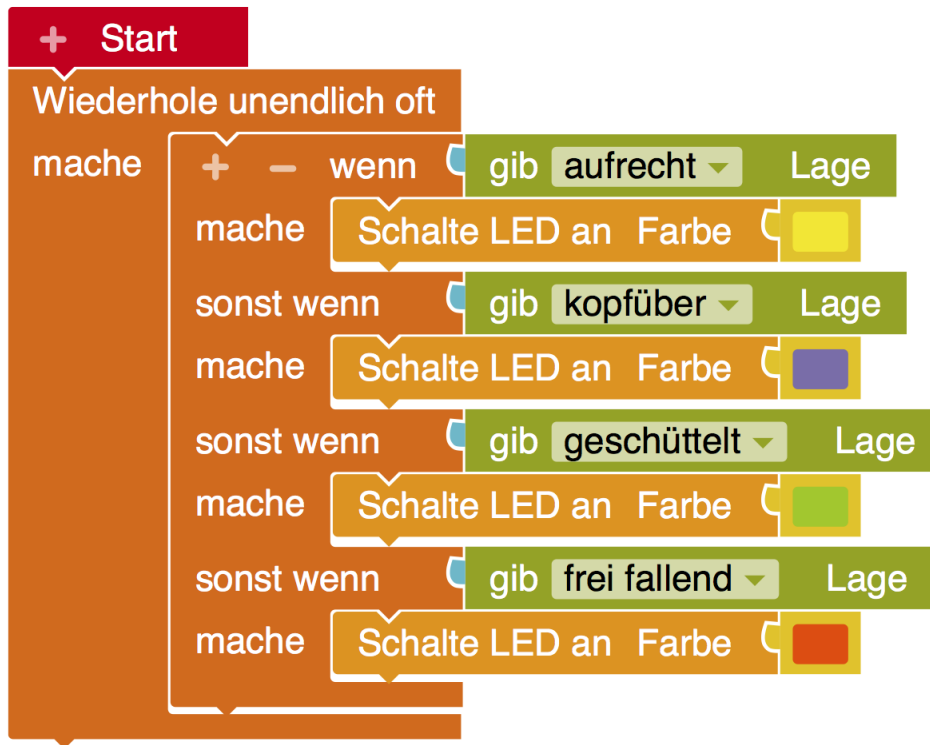 + Start
Wiederhole unendlich oft
mache + – wenn gib aufrecht Lage
mache Schalte LED an Farbe
sonst wenn gib kopfüber Lage
mache Schalte LED an Farbe
sonst wenn gib geschüttelt Lage
mache Schalte LED an Farbe
sonst wenn gib frei fallend Lage
mache Schalte LED an Farbe